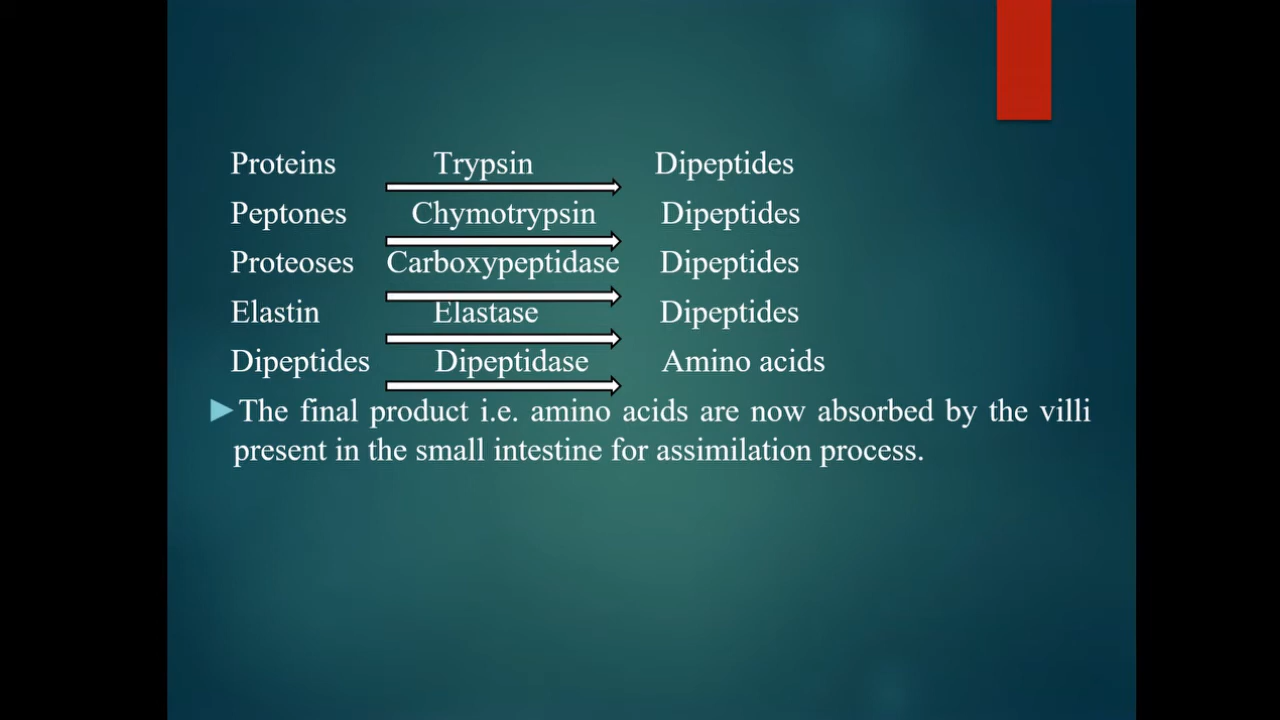 Proteins Trypsin Dipeptides
Peptones Chymotrypsin Dipeptides
Proteoses Carboxypeptidase Dipeptides
Elastin Elastase Dipeptides
Dipeptides Dipeptidase Amino acids
The final product i.e. amino acids are now absorbed by the villi
present in the small intestine for assimilation process.